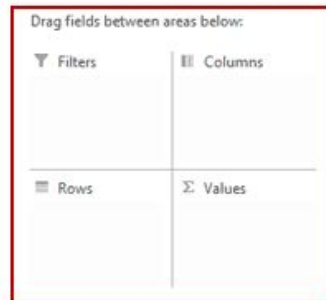 Drag fields between areas below:
Filters
Columns
Rows
Σ Values